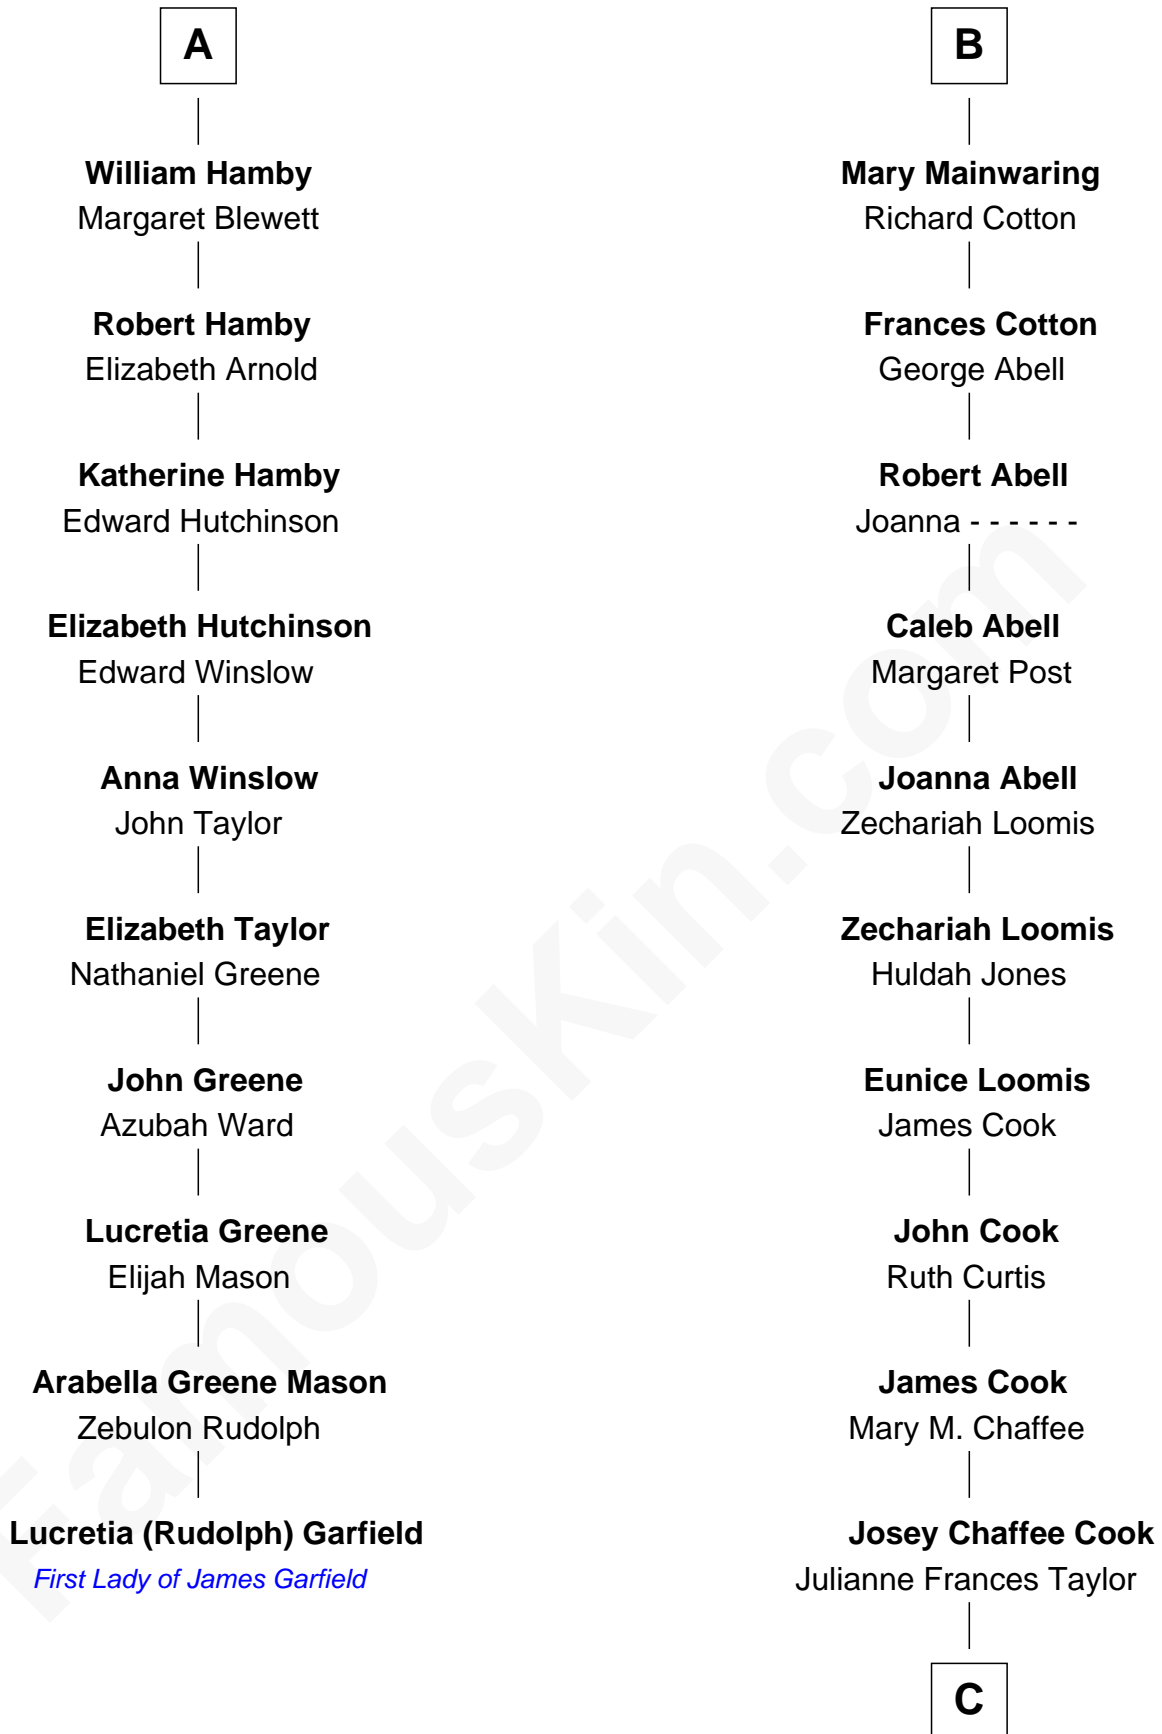 A
William Hamby
Margaret Blewett
Robert Hamby
Elizabeth Arnold
Katherine Hamby
Edward Hutchinson
Elizabeth Hutchinson
Edward Winslow
Anna Winslow
John Taylor
Elizabeth Taylor
Nathaniel Greene
John Greene
Azubah Ward
Lucretia Greene
Elijah Mason
Arabella Greene Mason
Zebulon Rudolph
Lucretia (Rudolph) Garfield
First Lady of James Garfield
B
Mary Mainwaring
Richard Cotton
Frances Cotton
George Abell
Robert Abell
Joanna - - - - - -
Caleb Abell
Margaret Post
Joanna Abell
Zechariah Loomis
Zechariah Loomis
Huldah Jones
Eunice Loomis
James Cook
John Cook
Ruth Curtis
James Cook
Mary M. Chaffee
Josey Chaffee Cook
Julianne Frances Taylor
C
FamousKin.com